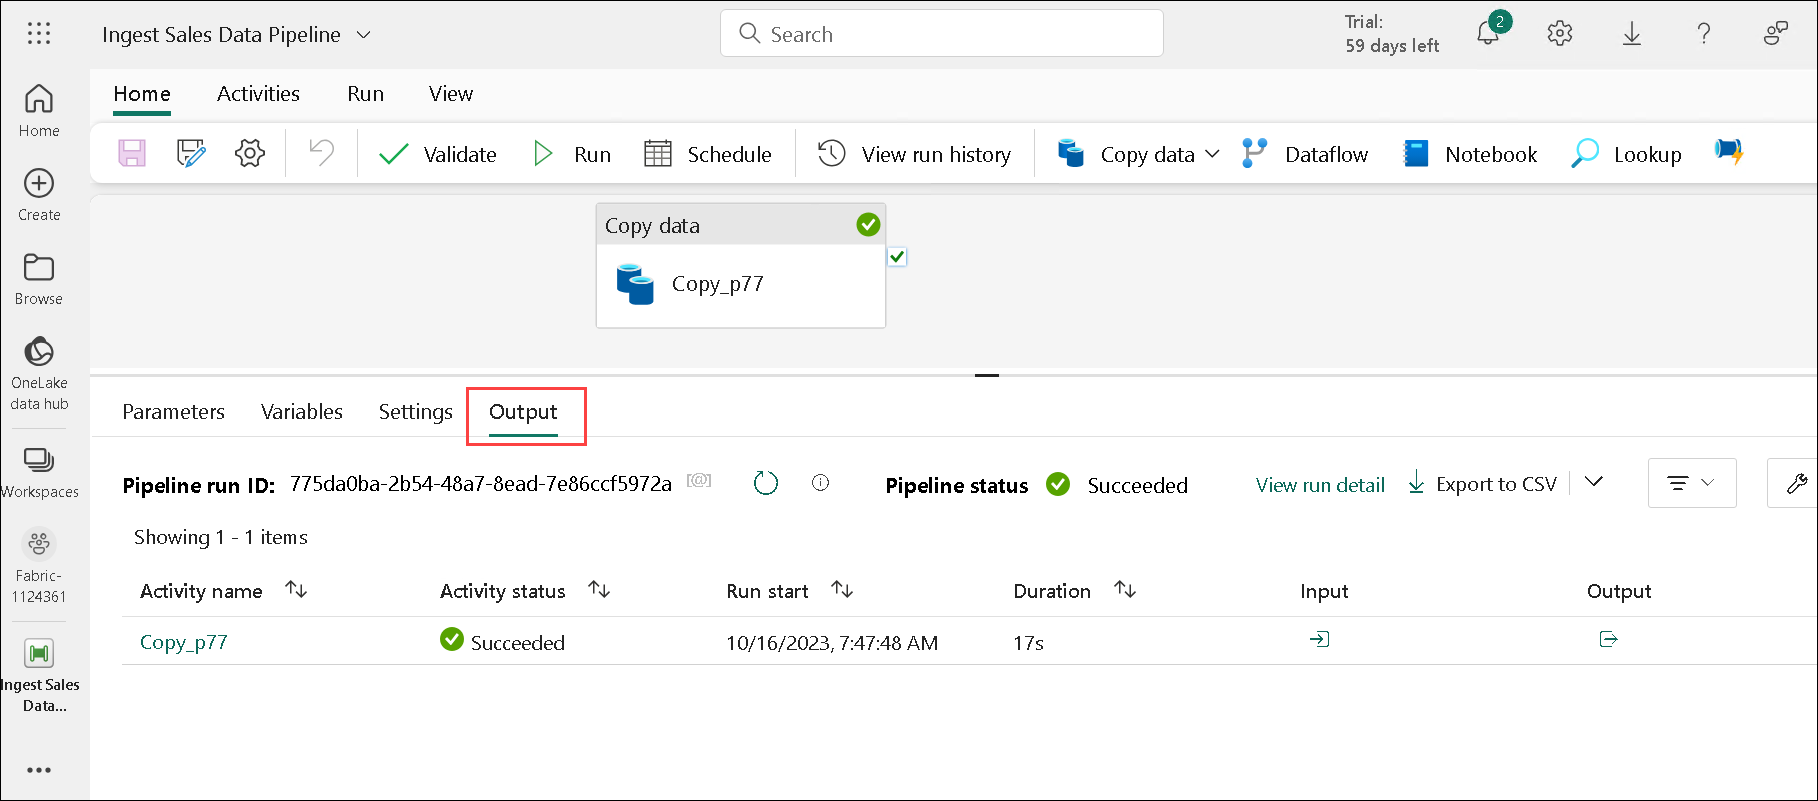 Ingest Sales Data Pipeline
Search
Trial:
59 days left
2
Home
Activities
Run
View
Validate
Run
Schedule
View run history
Copy data
Dataflow
Notebook
Lookup
Home
Create
Browse
OneLake
data hub
Workspaces
Fabric-
1124361
Ingest Sales
Data...
Copy data
Copy_p77
Parameters
Variables
Settings
Output
Pipeline run ID: 775da0ba-2b54-48a7-8ead-7e86ccf5972a [@]
Pipeline status Succeeded
View run detail
Export to CSV
Showing 1 - 1 items
Activity name Activity status Run start Duration Input Output
Copy_p77 Succeeded 10/16/2023, 7:47:48 AM 17s